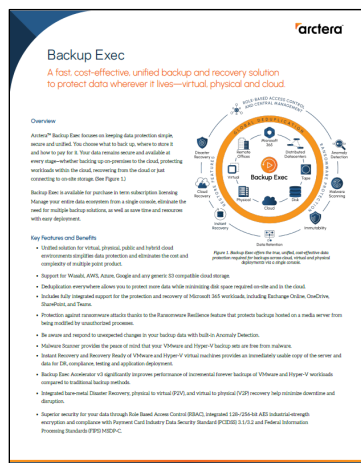 arctera
Backup Exec
A fast, cost-effective, unified backup and recovery solution
to protect data wherever it lives—virtual, physical and cloud.
Overview
Arctera™ Backup Exec focuses on keeping data protection simple,
secure and unified. You choose what to back up, where to store it
and how to pay for it. Your data remains secure and available at
every stage—whether backing up on-premises to the cloud, protecting
workloads within the cloud, recovering from the cloud or just
connecting to on-site storage. (See Figure 1.)
Backup Exec is available for purchase in term subscription licensing.
Manage your entire data ecosystem from a single console, eliminate the
need for multiple backup solutions, as well as save time and resources
with easy deployment.
ROLE-BASED ACCESS CONTROL
AND CENTRAL MANAGEMENT
GLOBAL DEDUPLICATION
Microsoft
365
Remote
Offices
Distributed
Datacenters
Disaster
Recovery
Anomaly
Detection
Virtual
Backup Exec
Tape
Cloud
Recovery
Malware
Scanning
Physical
Cloud
Disk
Instant
Recovery
Immutability
Data Retention
Figure 1. Backup Exec offers the true, unified, cost-effective data
protection required for backups across cloud, virtual and physical
deployments via a single console.
Key Features and Benefits
• Unified solution for virtual, physical, public and hybrid cloud
environments simplifies data protection and eliminates the cost and
complexity of multiple point product.
• Support for Wasabi, AWS, Azure, Google and any generic S3 compatible cloud storage.
• Deduplication everywhere allows you to protect more data while minimizing disk space required on-site and in the cloud.
• Includes fully integrated support for the protection and recovery of Microsoft 365 workloads, including Exchange Online, OneDrive,
SharePoint, and Teams.
• Protection against ransomware attacks thanks to the Ransomware Resilience feature that protects backups hosted on a media server from
being modified by unauthorized processes.
• Be aware and respond to unexpected changes in your backup data with built-in Anomaly Detection.
• Malware Scanner provides the peace of mind that your VMware and Hyper-V backup sets are free from malware.
• Instant Recovery and Recovery Ready of VMware and Hyper-V virtual machines provides an immediately usable copy of the server and
data for DR, compliance, testing and application deployment.
• Backup Exec Accelerator v3 significantly improves performance of incremental forever backups of VMware and Hyper-V workloads
compared to traditional backup methods.
• Integrated bare-metal Disaster Recovery, physical to virtual (P2V), and virtual to physical (V2P) recovery help minimize downtime and
disruption.
• Superior security for your data through Role Based Access Control (RBAC), integrated 128-/256-bit AES industrial-strength
encryption and compliance with Payment Card Industry Data Security Standard (PCIDSS) 3.1/3.2 and Federal Information
Processing Standards (FIPS) MSDP-C.